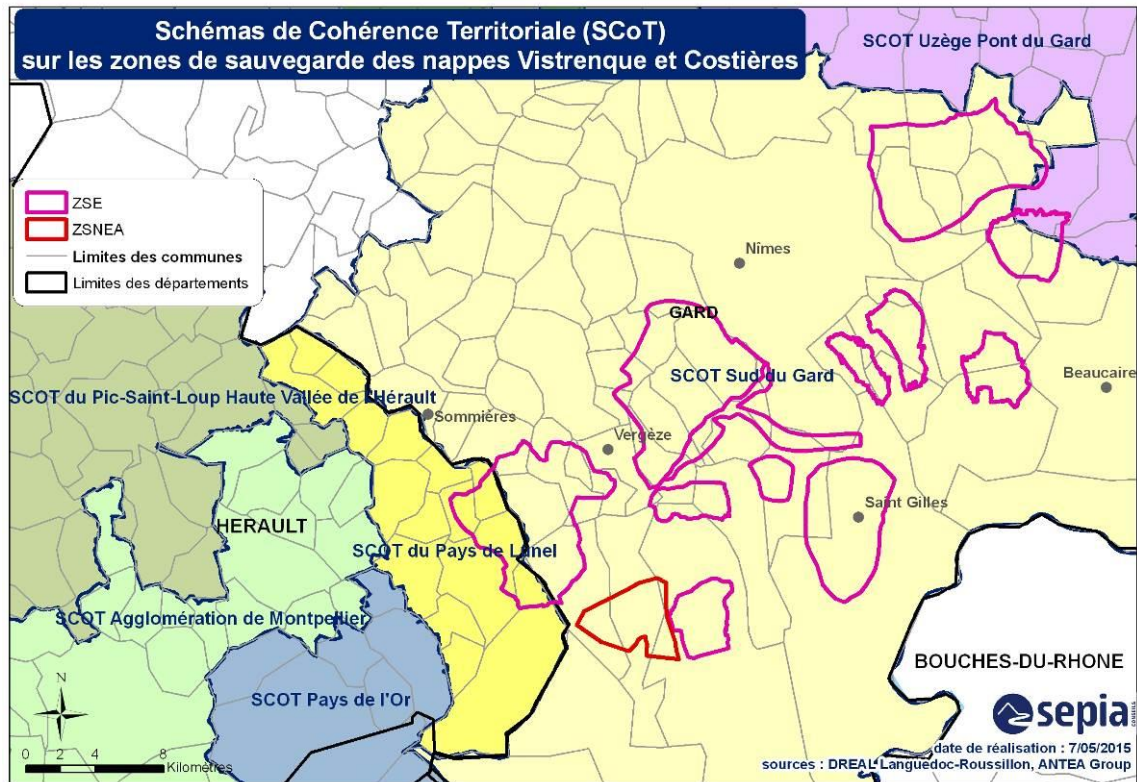 Schémas de Cohérence Territoriale (SCoT)
sur les zones de sauvegarde des nappes Vistrenque et Costières
SCOT Uzège Pont du Gard
ZSE
ZSNEA
Limites des communes
Limites des départements
Nîmes
GARD
SCOT Sud du Gard
Beaucaire
SCOT du Pic-Saint-Loup Haute Vallée de l'Hérault
Sommières
Vergèze
Saint Gilles
HERAULT
SCOT du Pays de Lunel
SCOT Agglomération de Montpellier
BOUCHES-DU-RHONE
SCOT Pays de l'Or
N
sepia
0 2 4 8
Kilomètres
date de réalisation : 7/05/2015
sources : DREAL Languedoc-Roussillon, ANTEA Group